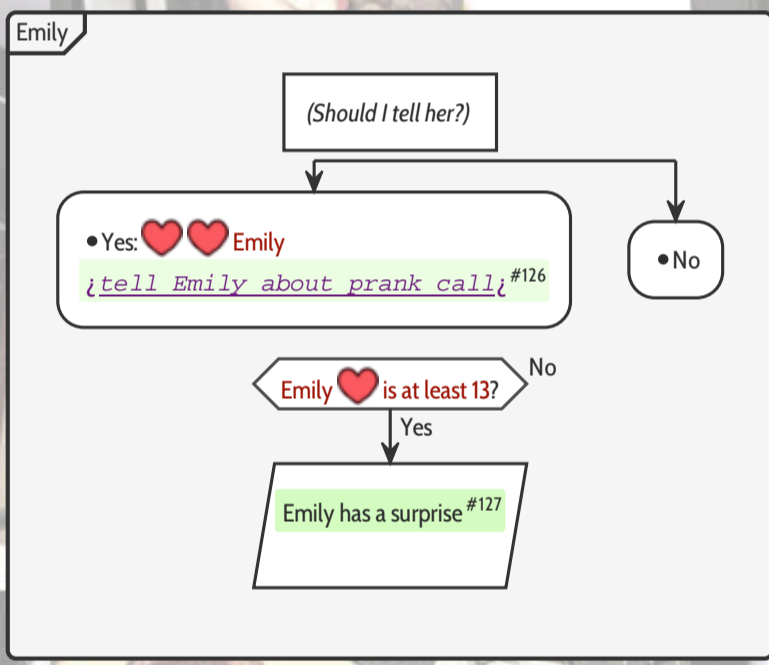 Emily
(Should I tell her?)
•Yes: ❤️❤️ Emily
¿tell Emily about prank call¿ #126
•No
Emily ❤️ is at least 13?
No
Yes
Emily has a surprise #127